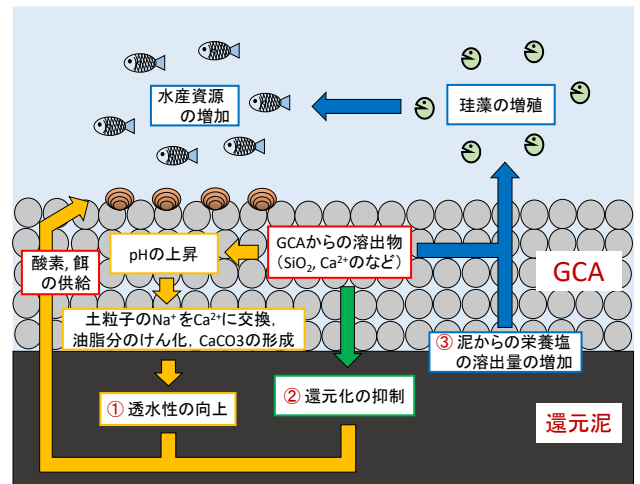 水産資源
の増加
珪藻の増殖
酸素, 餌
の供給
pHの上昇
GCAからの溶出物
（SiO₂, Ca²⁺のなど）
GCA
土粒子のNa⁺をCa²⁺に交換,
油脂分のけん化, CaCO3の形成
③ 泥からの栄養塩
の溶出量の増加
① 透水性の向上
② 還元化の抑制
還元泥